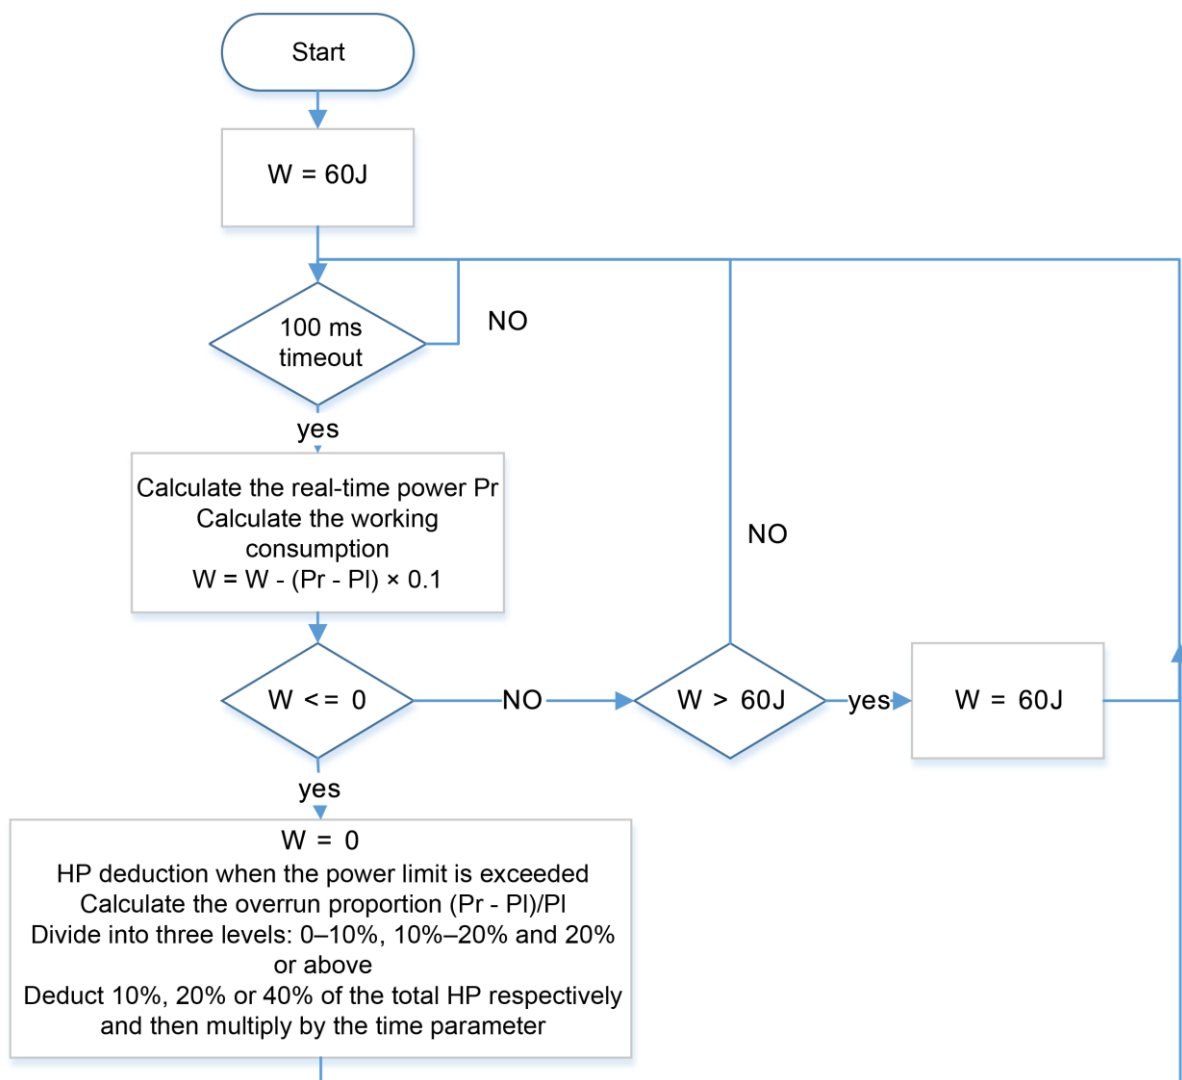 Start
W = 60J
100 ms
timeout
NO
yes
Calculate the real-time power Pr
Calculate the working
consumption
W = W - (Pr - Pl) × 0.1
NO
W <= 0
NO
W > 60J
yes
W = 60J
yes
W = 0
HP deduction when the power limit is exceeded
Calculate the overrun proportion (Pr - Pl)/Pl
Divide into three levels: 0–10%, 10%–20% and 20%
or above
Deduct 10%, 20% or 40% of the total HP respectively
and then multiply by the time parameter